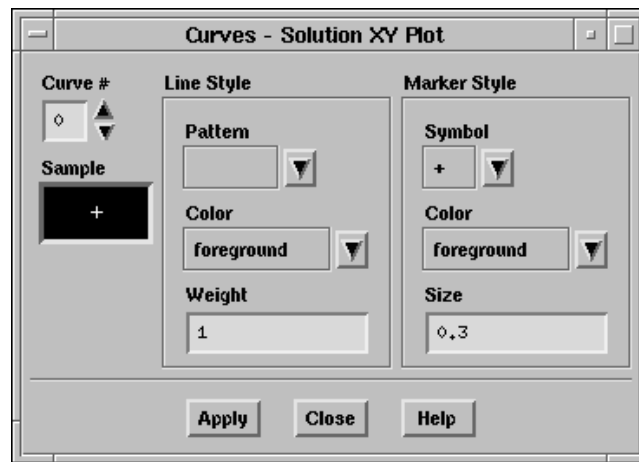 Curves - Solution XY Plot
Curve #
0
Sample
+
Line Style
Pattern
Color
foreground
Weight
1
Marker Style
Symbol
+
Color
foreground
Size
0.3
Apply Close Help